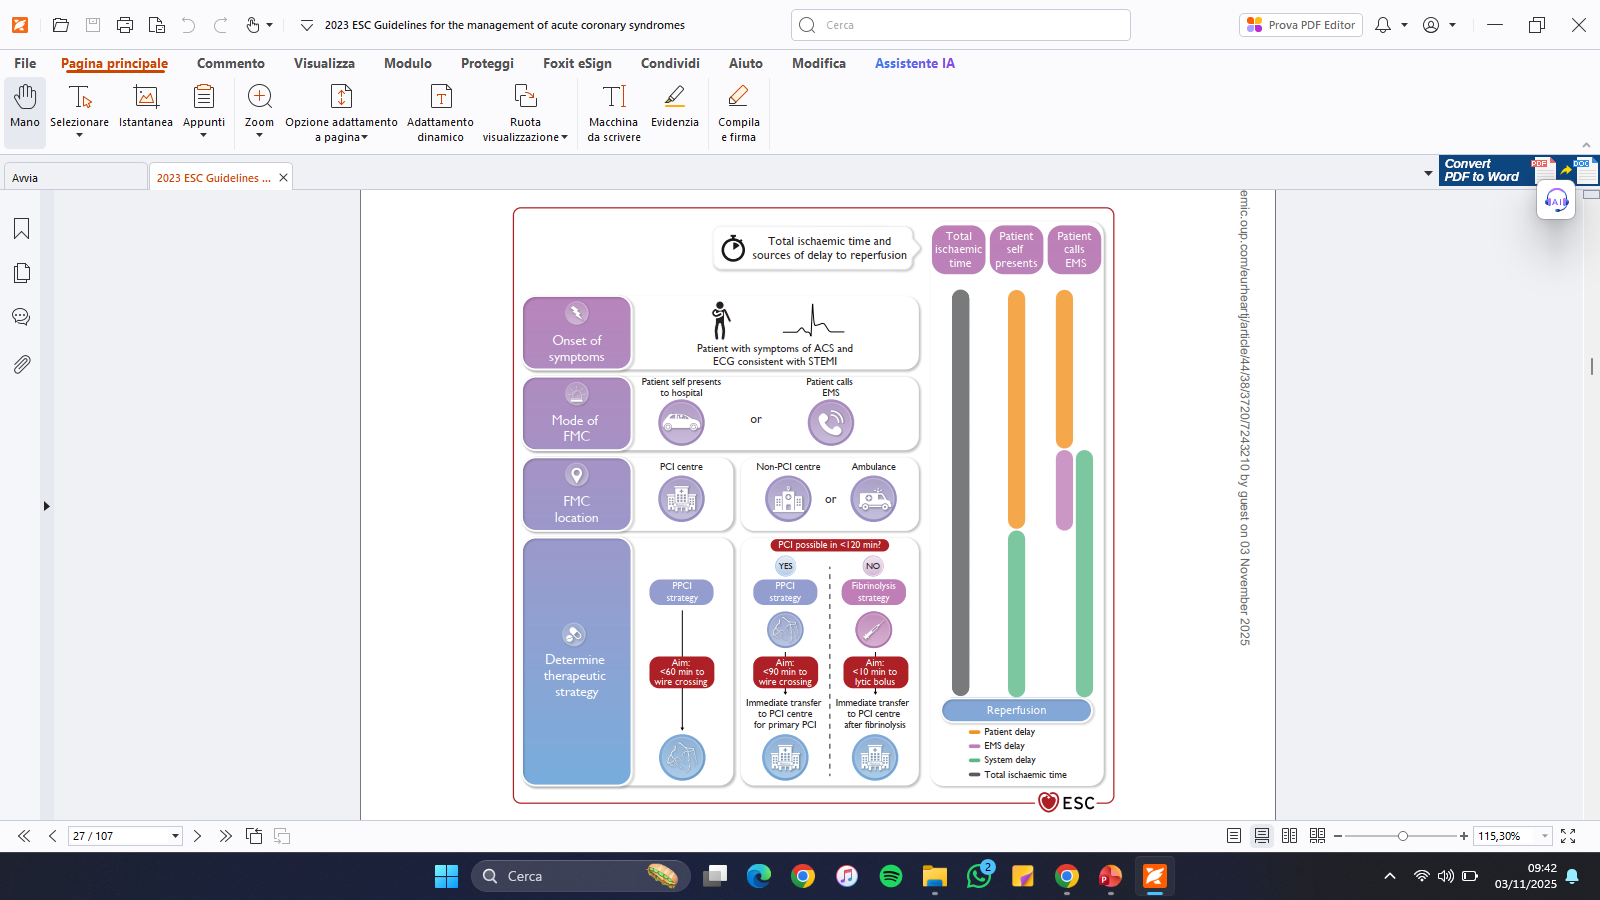 2023 ESC Guidelines for the management of acute coronary syndromes
Cerca
Prova PDF Editor
File
Pagina principale
Commento
Visualizza
Modulo
Proteggi
Foxit eSign
Condividi
Aiuto
Modifica
Assistente IA
Mano
Selezionare
Istantanea
Appunti
Zoom
Opzione adattamento
a pagina
Adattamento
dinamico
Ruota
visualizzazione
Macchina
da scrivere
Evidenzia
Compila
e firma
Avvia
2023 ESC Guidelines ...
Convert
PDF to Word
PDF
DOC
AI
Total ischaemic time and
sources of delay to reperfusion
Total
ischaemic
time
Patient
self
presents
Patient
calls
EMS
Onset of
symptoms
Patient with symptoms of ACS and
ECG consistent with STEMI
Mode of
FMC
Patient self presents
to hospital
or
Patient calls
EMS
FMC
location
PCI centre
Non-PCI centre
or
Ambulance
Determine
therapeutic
strategy
PCI possible in <120 min?
YES
NO
PPCI
strategy
PPCI
strategy
Fibrinolysis
strategy
Aim:
<60 min to
wire crossing
Aim:
<90 min to
wire crossing
Aim:
<10 min to
lytic bolus
Immediate transfer
to PCI centre
for primary PCI
Immediate transfer
to PCI centre
after fibrinolysis
Reperfusion
Patient delay
EMS delay
System delay
Total ischaemic time
ESC
emic.oup.com/eurheartj/article/44/38/3720/7243210 by guest on 03 November 2025
27 / 107
115,30%
Cerca
2
09:42
03/11/2025